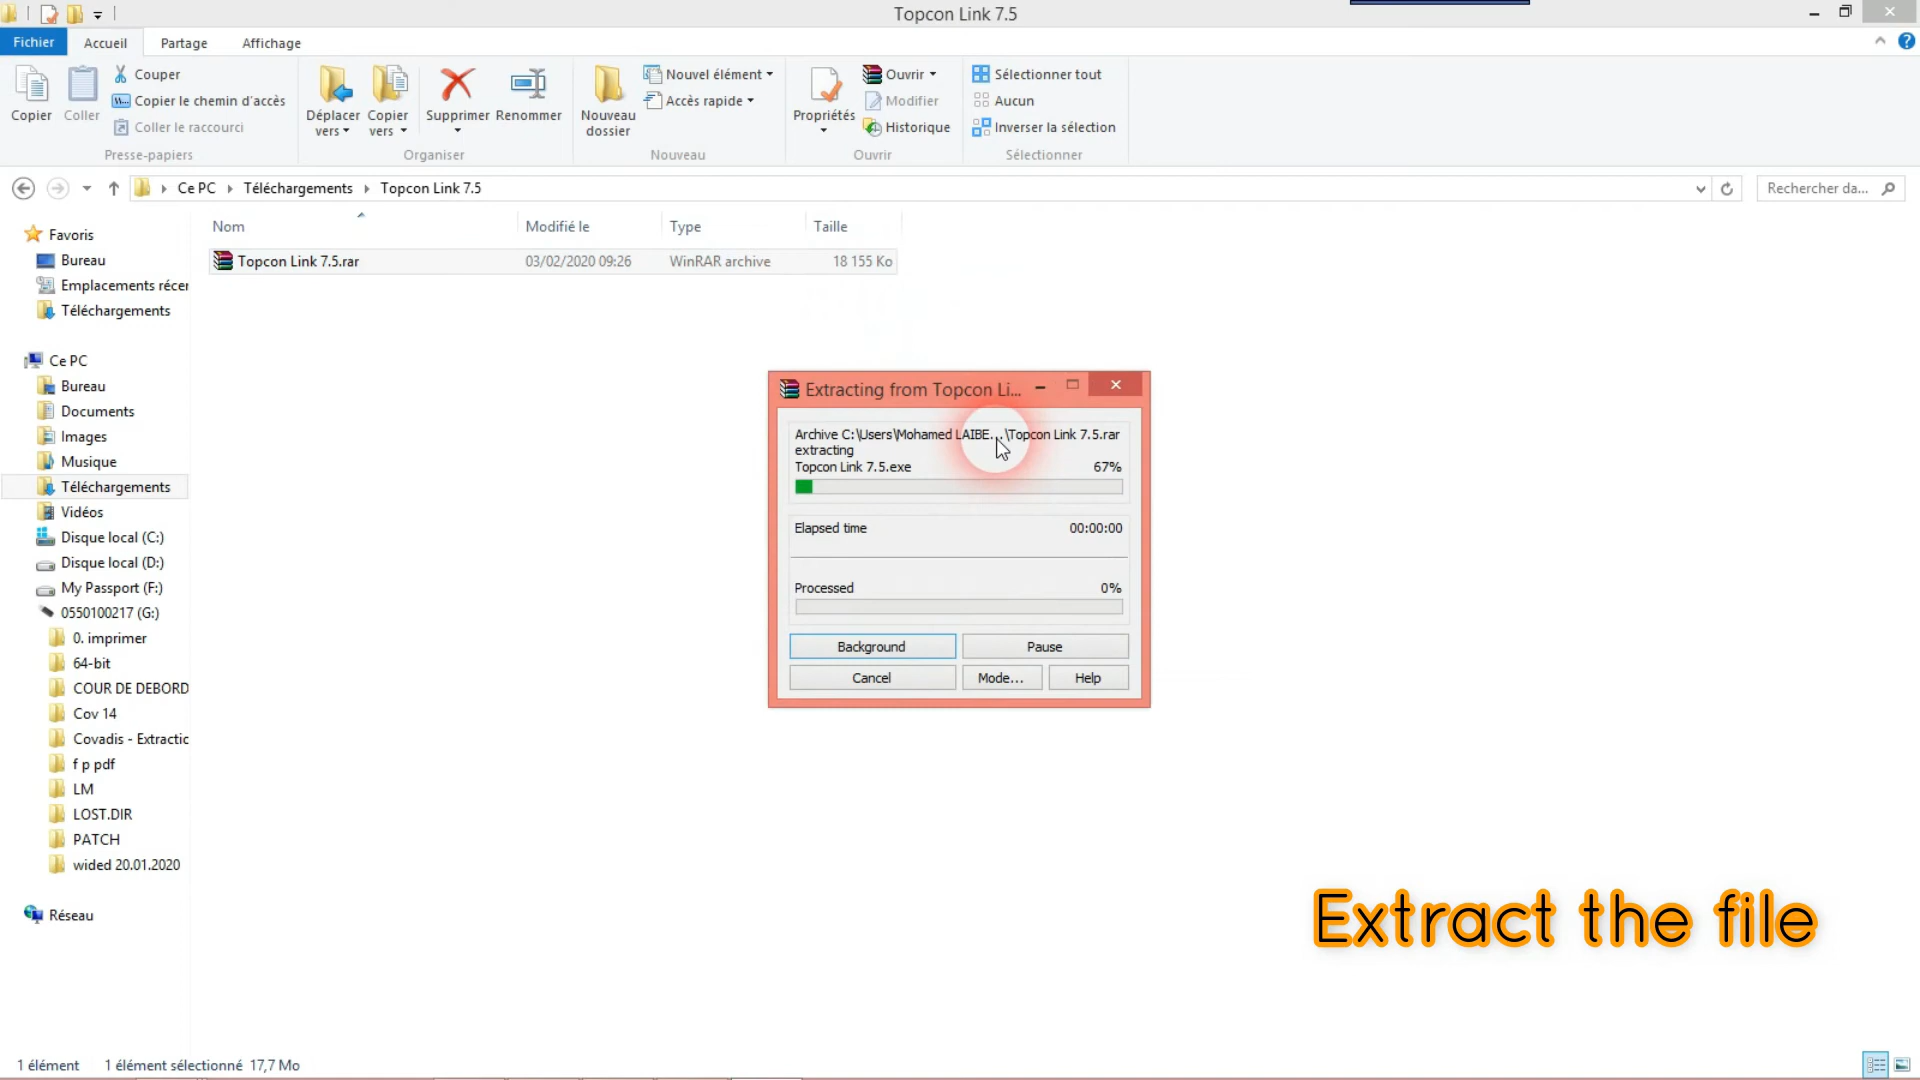 Topcon Link 7.5
Fichier
Accueil
Partage
Affichage
Copier
Coller
Couper
Copier le chemin d'accès
Coller le raccourci
Presse-papiers
Déplacer
vers
Copier
vers
Supprimer
Renommer
Organiser
Nouveau
dossier
Nouvel élément
Accès rapide
Nouveau
Propriétés
Ouvrir
Modifier
Historique
Ouvrir
Sélectionner tout
Aucun
Inverser la sélection
Sélectionner
Ce PC
Téléchargements
Topcon Link 7.5
Rechercher da...
Nom
Modifié le
Type
Taille
Topcon Link 7.5.rar
03/02/2020 09:26
WinRAR archive
18 155 Ko
Favoris
Bureau
Emplacements récer
Téléchargements
Ce PC
Bureau
Documents
Images
Musique
Téléchargements
Vidéos
Disque local (C:)
Disque local (D:)
My Passport (F:)
0550100217 (G:)
0. imprimer
64-bit
COUR DE DEBORD
Cov 14
Covadis - Extractic
f p pdf
LM
LOST.DIR
PATCH
wided 20.01.2020
Réseau
Extracting from Topcon Li...
Archive C:\Users\Mohamed LAIBE...\Topcon Link 7.5.rar
extracting
Topcon Link 7.5.exe
67%
Elapsed time
00:00:00
Processed
0%
Background
Pause
Cancel
Mode...
Help
Extract the file
1 élément
1 élément sélectionné 17,7 Mo